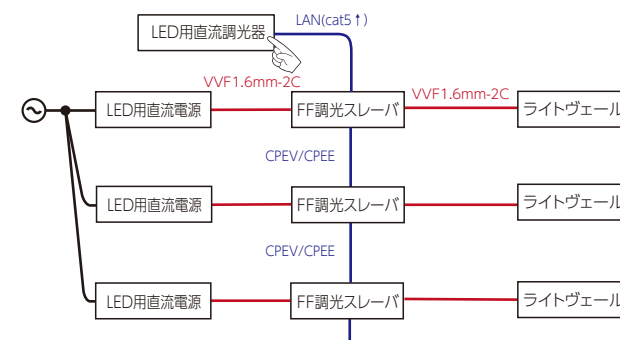 LED用直流調光器
LAN(cat5↑)
VVF1.6mm-2C
VVF1.6mm-2C
LED用直流電源
FF調光スレーバ
ライトヴェール
CPEV/CPEE
LED用直流電源
FF調光スレーバ
ライトヴェール
CPEV/CPEE
LED用直流電源
FF調光スレーバ
ライトヴェール